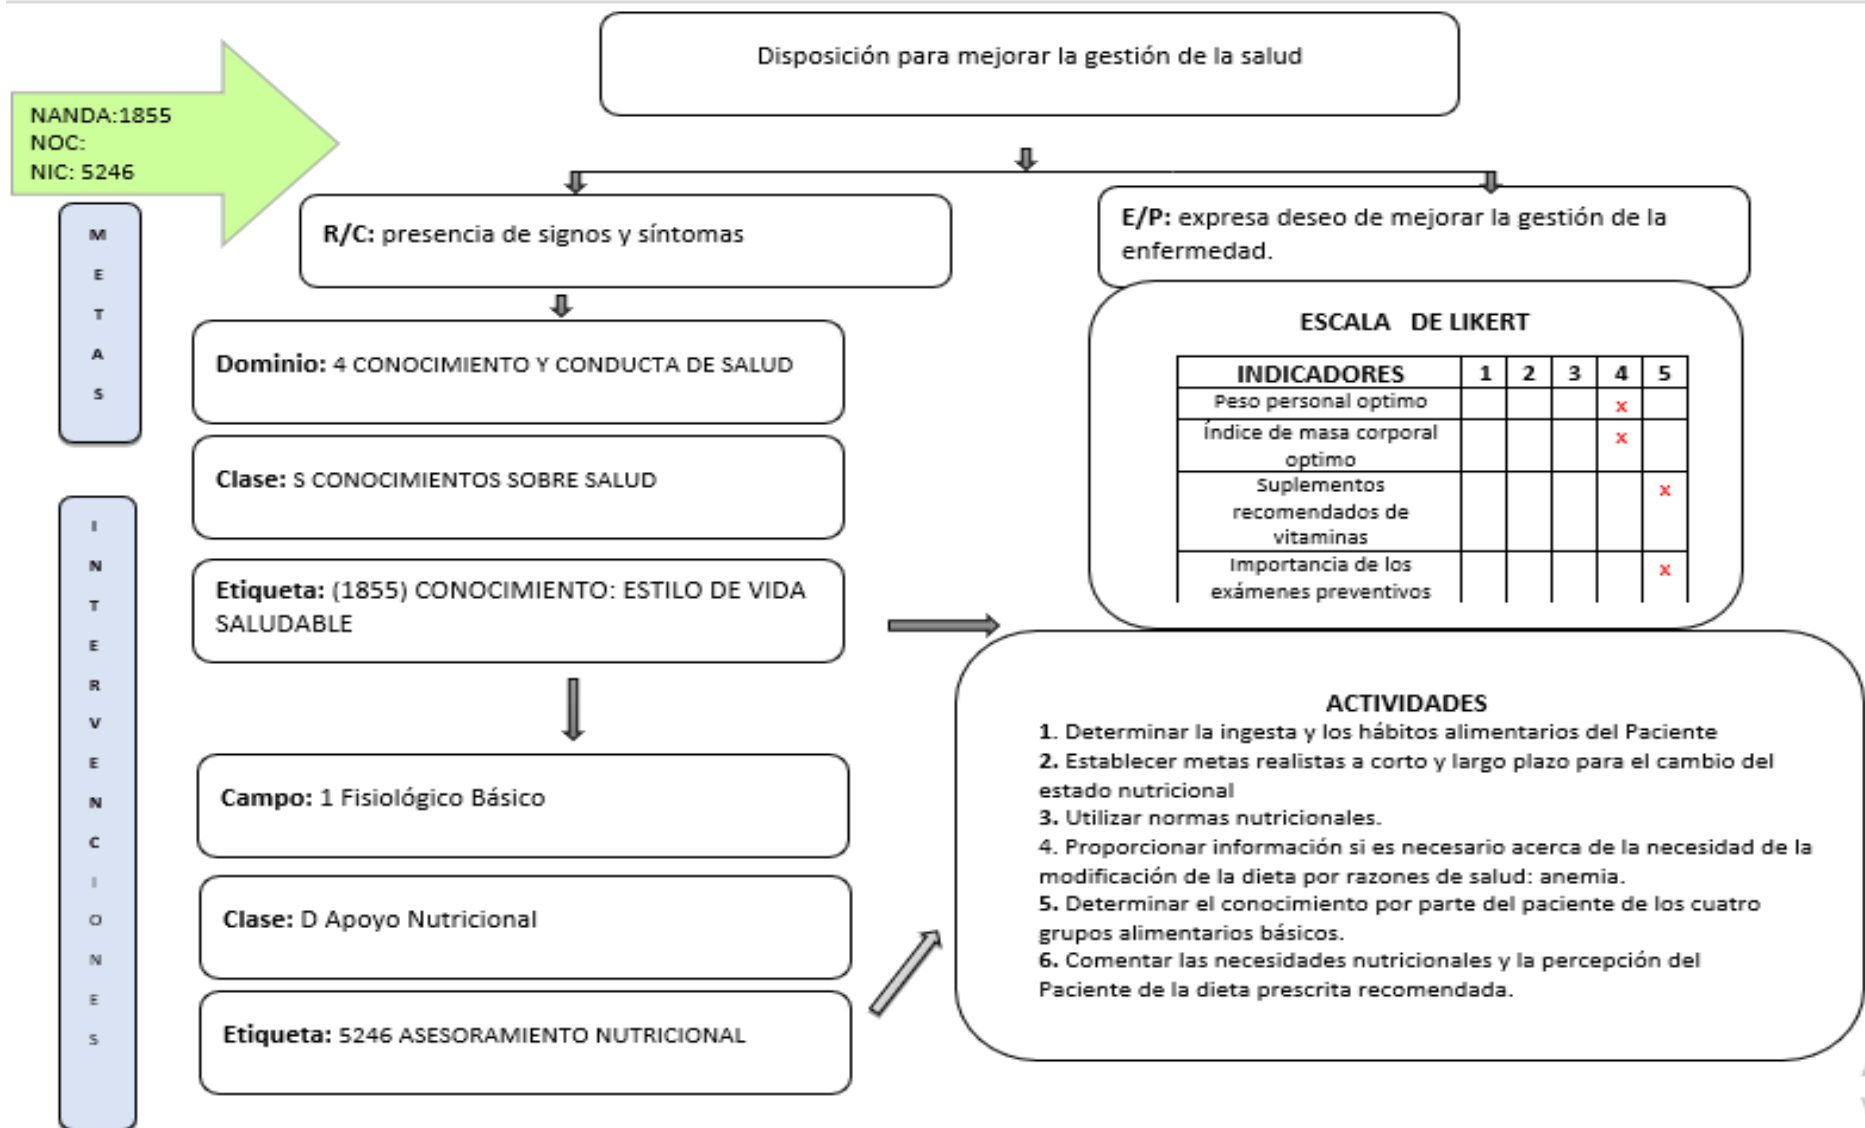 Disposición para mejorar la gestión de la salud
NANDA:1855
NOC:
NIC: 5246
R/C: presencia de signos y síntomas
E/P: expresa deseo de mejorar la gestión de la
enfermedad.
M
E
T
A
S
Dominio: 4 CONOCIMIENTO Y CONDUCTA DE SALUD
Clase: S CONOCIMIENTOS SOBRE SALUD
Etiqueta: (1855) CONOCIMIENTO: ESTILO DE VIDA
SALUDABLE
ESCALA DE LIKERT
INDICADORES 1 2 3 4 5
Peso personal optimo x
Índice de masa corporal x
optimo
Suplementos x
recomendados de
vitaminas
Importancia de los x
exámenes preventivos
I
N
T
E
R
V
E
N
C
I
O
N
E
S
Campo: 1 Fisiológico Básico
Clase: D Apoyo Nutricional
Etiqueta: 5246 ASESORAMIENTO NUTRICIONAL
ACTIVIDADES
1. Determinar la ingesta y los hábitos alimentarios del Paciente
2. Establecer metas realistas a corto y largo plazo para el cambio del
estado nutricional
3. Utilizar normas nutricionales.
4. Proporcionar información si es necesario acerca de la necesidad de la
modificación de la dieta por razones de salud: anemia.
5. Determinar el conocimiento por parte del paciente de los cuatro
grupos alimentarios básicos.
6. Comentar las necesidades nutricionales y la percepción del
Paciente de la dieta prescrita recomendada.